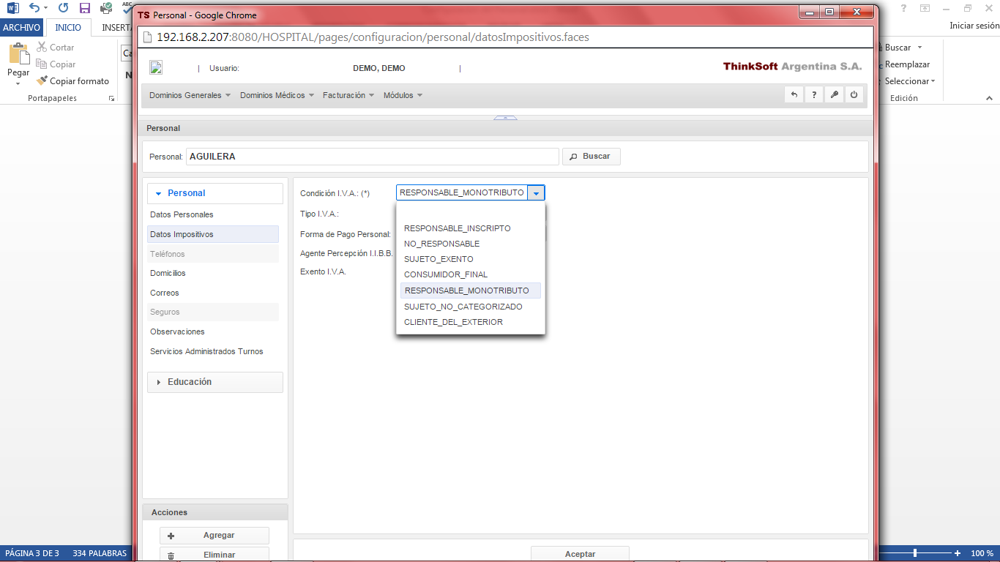 TS Personal - Google Chrome
ARCHIVO INICIO INSERTA
Iniciar sesión
192.168.2.207:8080/HOSPITAL/pages/configuracion/personal/datosImpositivos.faces
Cortar
Copiar
Copiar formato
Pegar
Portapapeles
Ca
N
Buscar
Reemplazar
Seleccionar
Edición
| Usuario: DEMO, DEMO |
ThinkSoft Argentina S.A.
Dominios Generales Dominios Médicos Facturación Módulos
?
Personal
Personal: AGUILERA Buscar
Personal
Datos Personales
Datos Impositivos
Teléfonos
Domicilios
Correos
Seguros
Observaciones
Servicios Administrados Turnos
Educación
Condición I.V.A.: (*) RESPONSABLE_MONOTRIBUTO
Tipo I.V.A.:
Forma de Pago Personal:
Agente Percepción I.I.B.B.
Exento I.V.A.
RESPONSABLE_INSCRIPTO
NO_RESPONSABLE
SUJETO_EXENTO
CONSUMIDOR_FINAL
RESPONSABLE_MONOTRIBUTO
SUJETO_NO_CATEGORIZADO
CLIENTE_DEL_EXTERIOR
Acciones
Agregar
Eliminar
Aceptar
PÁGINA 3 DE 3 334 PALABRAS
100 %